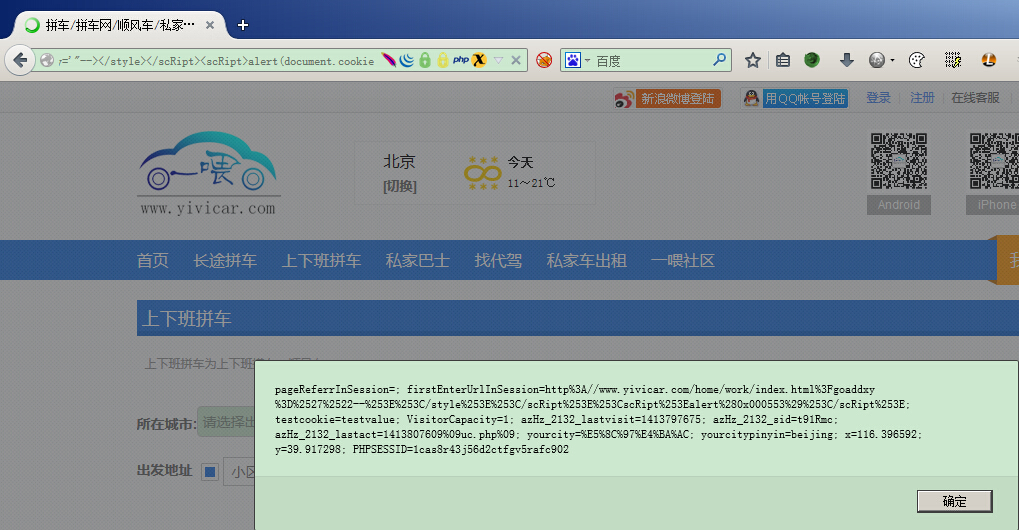 拼车/拼车网/顺风车/私家…
r='"--></style></scRipt><scRipt>alert(document.cookie
php
百度
新浪微博登陆
用QQ帐号登陆
登录
注册
在线客服
一喂
www.yivicar.com
北京
[切换]
今天
11～21℃
Android
iPhone
首页
长途拼车
上下班拼车
私家巴士
找代驾
私家车出租
一喂社区
上下班拼车
上下班拼车为上下班
pageReferrInSession=; firstEnterUrlInSession=http%3A//www.yivicar.com/home/work/index.html%3Fgoaddxy
%3D%2527%2522--%253E%253C/style%253E%253C/scRipt%253E%253CscRipt%253Ealert%280x000553%29%253C/scRipt%253E;
testcookie=testvalue; VisitorCapacity=1; azHz_2132_lastvisit=1413797675; azHz_2132_sid=t91Rmc;
azHz_2132_lastact=1413807609%09uc.php%09; yourcity=%E5%8C%97%E4%BA%AC; yourcitypinyin=beijing; x=116.396592;
y=39.917298; PHPSESSID=1cas8r43j56d2ctfgv5rafc902
确定
所在城市:
请选择出
出发地址
小区